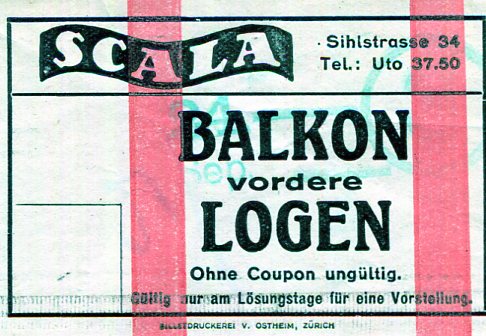 SCALA
Sihlstrasse 34
Tel.: Uto 37.50
BALKON
vordere
LOGEN
Ohne Coupon ungültig.
Gültig nur am Lösungstage für eine Vorstellung.
BILLETDRUCKEREI V. OSTHEIM, ZÜRICH